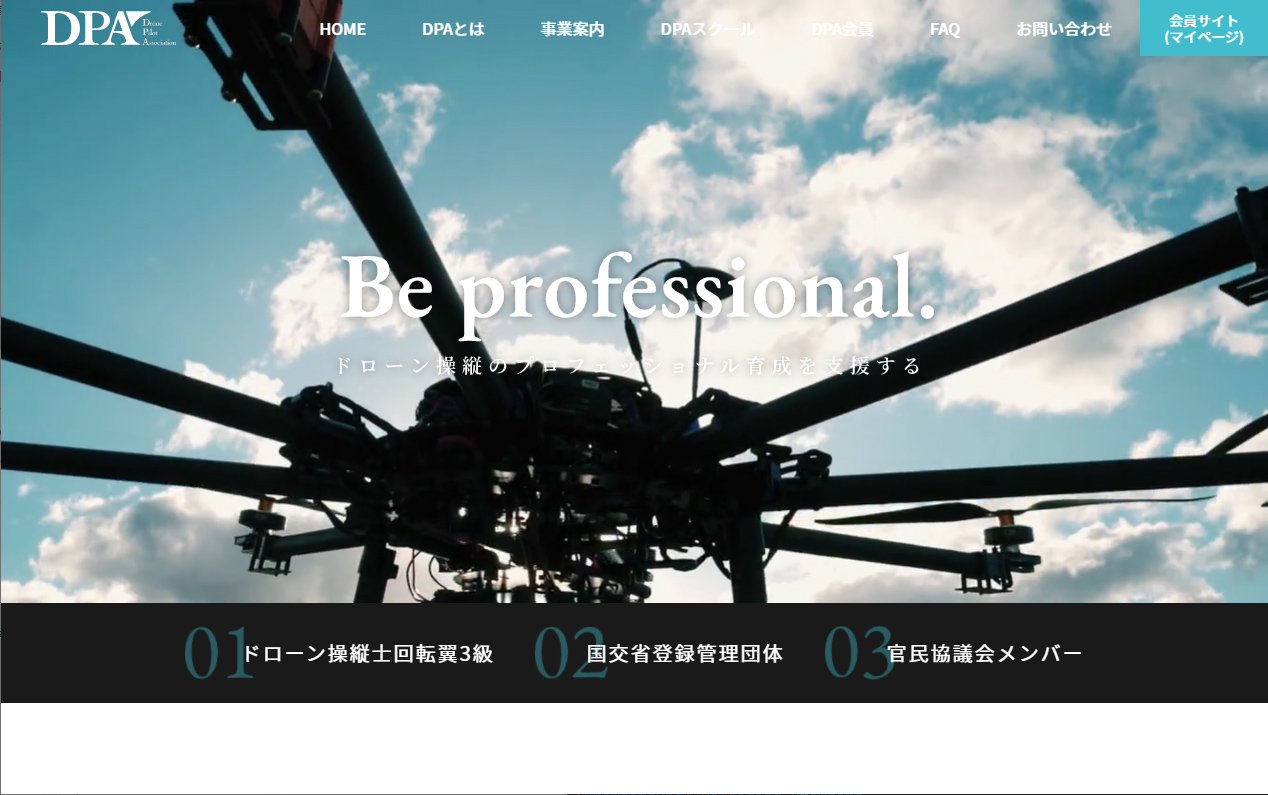 DPA Drone
Pilot
Association
HOME DPAとは 事業案内 DPAスクール DPA会員 FAQ お問い合わせ 会員サイト
(マイページ)
Be professional.
ドローン操縦のプロフェッショナル育成を支援する
01 ドローン操縦士回転翼3級 02 国交省登録管理団体 03 官民協議会メンバー